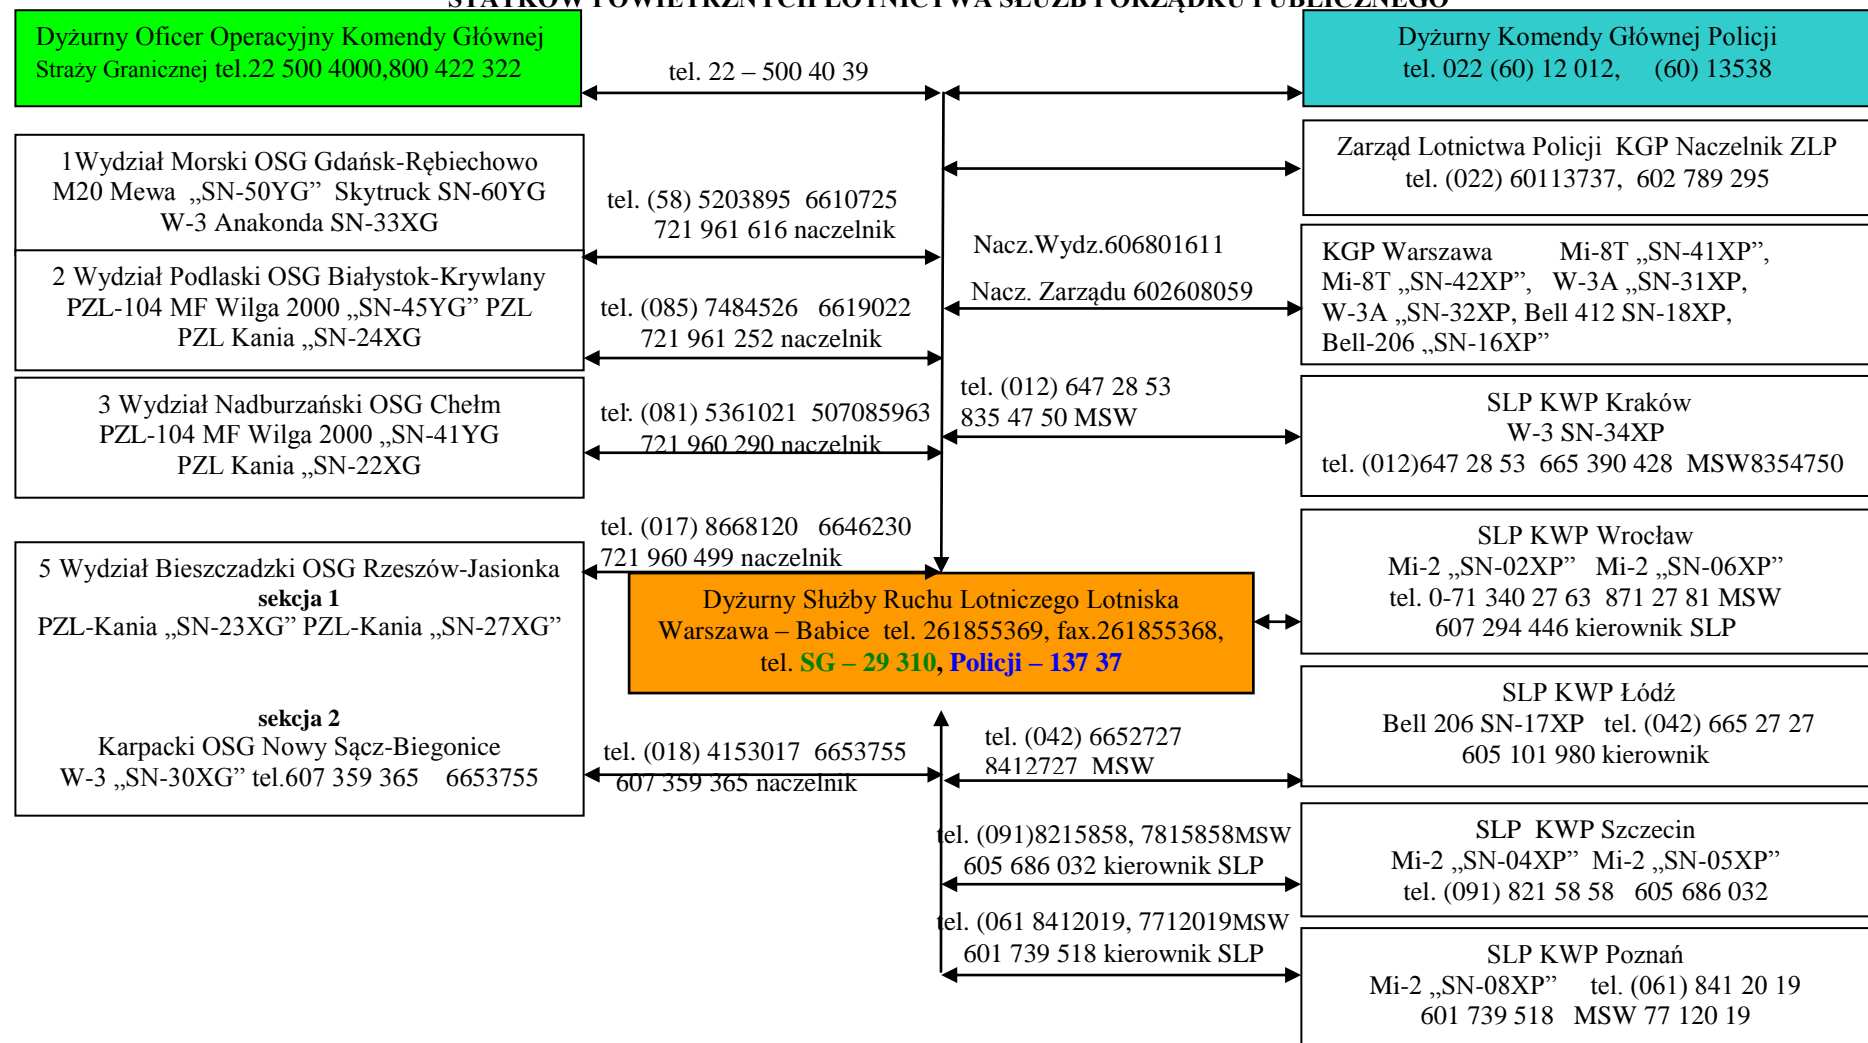 STATKÓW POWIETRZNYCH LOTNICTWA SŁUŻB PORZĄDKU PUBLICZNEGO
Dyżurny Oficer Operacyjny Komendy Głównej
Straży Granicznej tel.22 500 4000,800 422 322
tel. 22 – 500 40 39
Dyżurny Komendy Głównej Policji
tel. 022 (60) 12 012, (60) 13538
1Wydział Morski OSG Gdańsk-Rębiechowo
M20 Mewa „SN-50YG” Skytruck SN-60YG
W-3 Anakonda SN-33XG
tel. (58) 5203895 6610725
721 961 616 naczelnik
Zarząd Lotnictwa Policji KGP Naczelnik ZLP
tel. (022) 60113737, 602 789 295
2 Wydział Podlaski OSG Białystok-Krywlany
PZL-104 MF Wilga 2000 „SN-45YG” PZL
PZL Kania „SN-24XG
tel. (085) 7484526 6619022
721 961 252 naczelnik
Nacz.Wydz.606801611
Nacz. Zarządu 602608059
KGP Warszawa Mi-8T „SN-41XP”,
Mi-8T „SN-42XP”, W-3A „SN-31XP,
W-3A „SN-32XP, Bell 412 SN-18XP,
Bell-206 „SN-16XP”
3 Wydział Nadburzański OSG Chełm
PZL-104 MF Wilga 2000 „SN-41YG
PZL Kania „SN-22XG
tel. (081) 5361021 507085963
721 960 290 naczelnik
tel. (012) 647 28 53
835 47 50 MSW
SLP KWP Kraków
W-3 SN-34XP
tel. (012)647 28 53 665 390 428 MSW8354750
tel. (017) 8668120 6646230
721 960 499 naczelnik
5 Wydział Bieszczadzki OSG Rzeszów-Jasionka
sekcja 1
PZL-Kania „SN-23XG” PZL-Kania „SN-27XG”
sekcja 2
Karpacki OSG Nowy Sącz-Biegonice
W-3 „SN-30XG” tel.607 359 365 6653755
Dyżurny Służby Ruchu Lotniczego Lotniska
Warszawa – Babice tel. 261855369, fax.261855368,
tel. SG – 29 310, Policji – 137 37
SLP KWP Wrocław
Mi-2 „SN-02XP” Mi-2 „SN-06XP”
tel. 0-71 340 27 63 871 27 81 MSW
607 294 446 kierownik SLP
tel. (018) 4153017 6653755
607 359 365 naczelnik
tel. (042) 6652727
8412727 MSW
SLP KWP Łódź
Bell 206 SN-17XP tel. (042) 665 27 27
605 101 980 kierownik
tel. (091)8215858, 7815858MSW
605 686 032 kierownik SLP
SLP KWP Szczecin
Mi-2 „SN-04XP” Mi-2 „SN-05XP”
tel. (091) 821 58 58 605 686 032
tel. (061 8412019, 7712019MSW
601 739 518 kierownik SLP
SLP KWP Poznań
Mi-2 „SN-08XP” tel. (061) 841 20 19
601 739 518 MSW 77 120 19